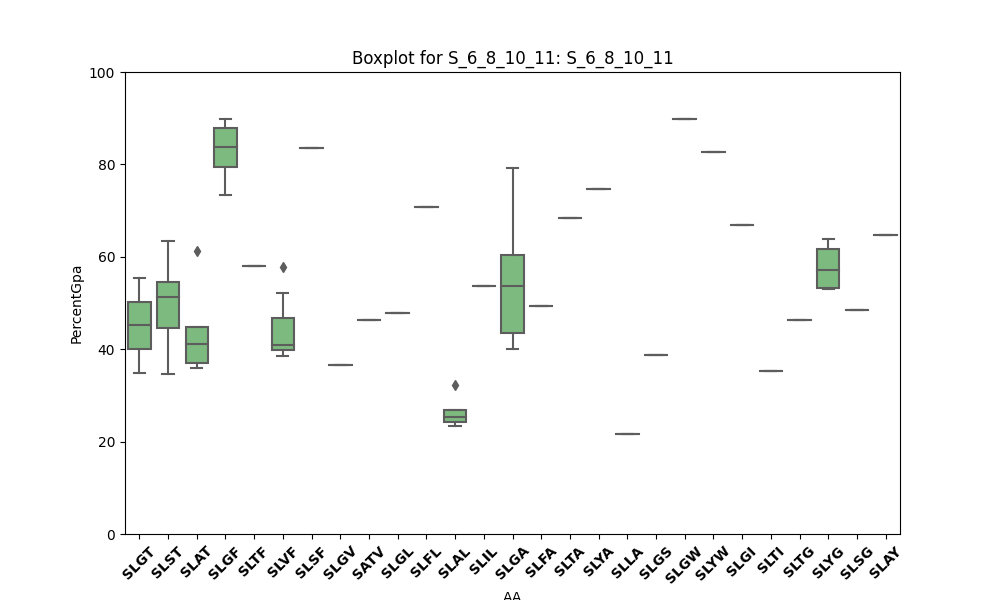 Boxplot for S_6_8_10_11: S_6_8_10_11
100
80
60
40
20
0
PercentGpa
SLGT SLST SLAT SLGF SLTF SLVF SLSF SLGV SATV SLGL SLFL SLAL SLIL SLGA SLFA SLTA SLYA SLLA SLGS SLGW SLYW SLGI SLTI SLTG SLYG SLSG SLAY
AA